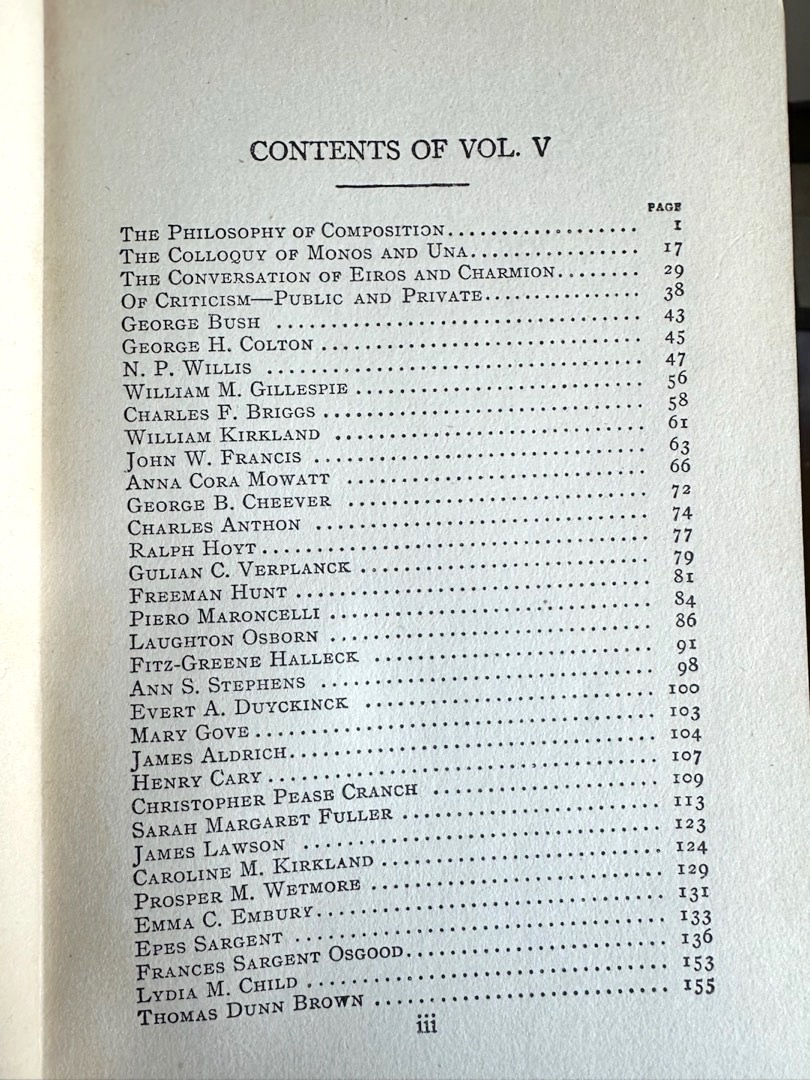 CONTENTS OF VOL. V
PAGE
THE PHILOSOPHY OF COMPOSITION.................. 1
THE COLLOQUY OF MONOS AND UNA................ 17
THE CONVERSATION OF EIROS AND CHARMION........ 29
OF CRITICISM—PUBLIC AND PRIVATE............... 38
GEORGE BUSH .................................... 43
GEORGE H. COLTON ............................... 45
N. P. WILLIS ..................................... 47
WILLIAM M. GILLESPIE ............................ 56
CHARLES F. BRIGGS ............................... 58
WILLIAM KIRKLAND .............................. 61
JOHN W. FRANCIS ................................ 63
ANNA CORA MOWATT ............................. 66
GEORGE B. CHEEVER ............................. 72
CHARLES ANTHON ................................ 74
RALPH HOYT ..................................... 77
GULIAN C. VERPLANCK ............................ 79
FREEMAN HUNT .................................. 81
PIERO MARONCELLI ............................... 84
LAUGHTON OSBORN ............................... 86
FITZ-GREENE HALLECK ........................... 91
ANN S. STEPHENS ................................ 98
EVERT A. DUYCKINCK ............................ 100
MARY GOVE ...................................... 103
JAMES ALDRICH .................................. 104
HENRY CARY ..................................... 107
CHRISTOPHER PEASE CRANCH ..................... 109
SARAH MARGARET FULLER ........................ 113
JAMES LAWSON .................................. 123
CAROLINE M. KIRKLAND .......................... 124
PROSPER M. WETMORE ........................... 129
EMMA C. EMBURY ................................ 131
EPES SARGENT ................................... 133
FRANCES SARGENT OSGOOD ....................... 136
LYDIA M. CHILD .................................. 153
THOMAS DUNN BROWN ........................... 155
iii